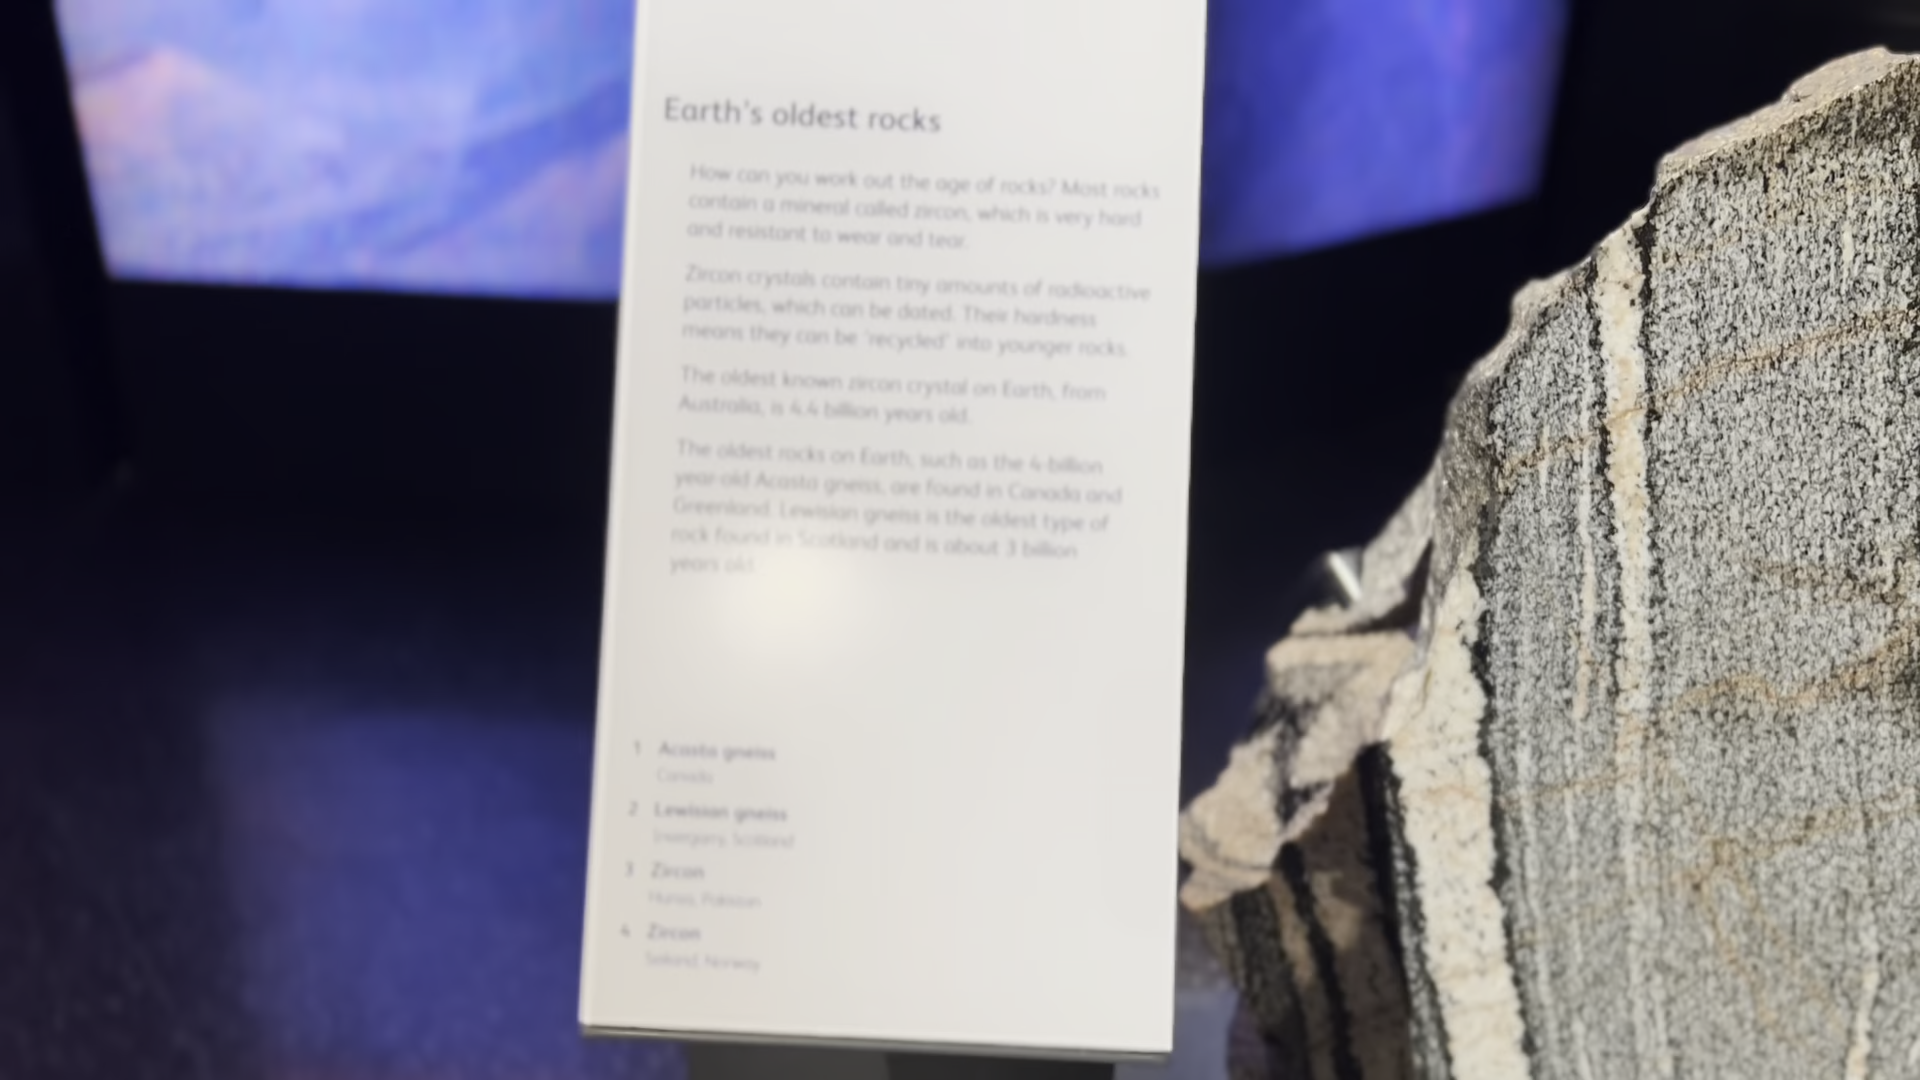 Earth's oldest rocks
How can you work out the age of rocks? Most rocks
contain a mineral called zircon, which is very hard
and resistant to wear and tear.
Zircon crystals contain tiny amounts of radioactive
particles, which can be dated. Their hardness
means they can be 'recycled' into younger rocks.
The oldest known zircon crystal on Earth, from
Australia, is 4.4 billion years old.
The oldest rocks on Earth, such as the 4-billion
year-old Acasta gneiss, are found in Canada and
Greenland. Lewisian gneiss is the oldest type of
rock found in Scotland and is about 3 billion
years old.
1 Acasta gneiss
Canada
2 Lewisian gneiss
Scotland
3 Zircon
Pakistan
4 Zircon
Norway